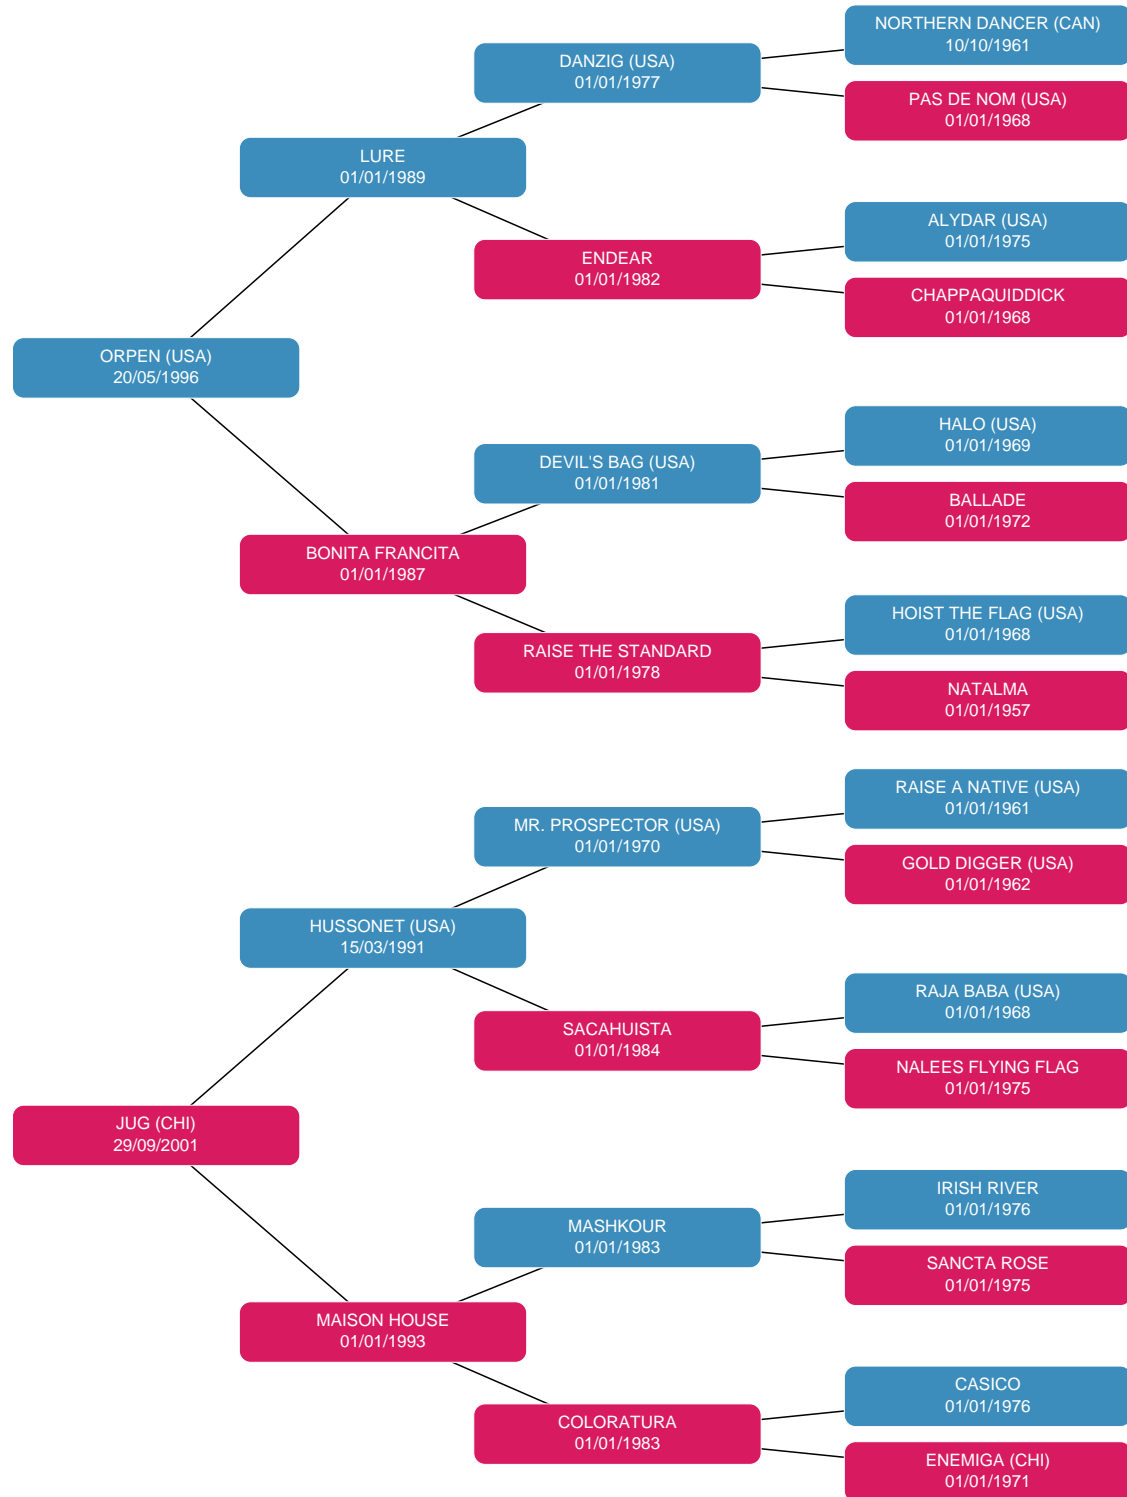 NORTHERN DANCER (CAN)
10/10/1961
DANZIG (USA)
01/01/1977
PAS DE NOM (USA)
01/01/1968
LURE
01/01/1989
ALYDAR (USA)
01/01/1975
ENDEAR
01/01/1982
CHAPPAQUIDDICK
01/01/1968
ORPEN (USA)
20/05/1996
HALO (USA)
01/01/1969
DEVIL'S BAG (USA)
01/01/1981
BALLADE
01/01/1972
BONITA FRANCITA
01/01/1987
HOIST THE FLAG (USA)
01/01/1968
RAISE THE STANDARD
01/01/1978
NATALMA
01/01/1957
RAISE A NATIVE (USA)
01/01/1961
MR. PROSPECTOR (USA)
01/01/1970
GOLD DIGGER (USA)
01/01/1962
HUSSONET (USA)
15/03/1991
RAJA BABA (USA)
01/01/1968
SACAHUISTA
01/01/1984
NALEES FLYING FLAG
01/01/1975
JUG (CHI)
29/09/2001
IRISH RIVER
01/01/1976
MASHKOUR
01/01/1983
SANCTA ROSE
01/01/1975
MAISON HOUSE
01/01/1993
CASICO
01/01/1976
COLORATURA
01/01/1983
ENEMIGA (CHI)
01/01/1971